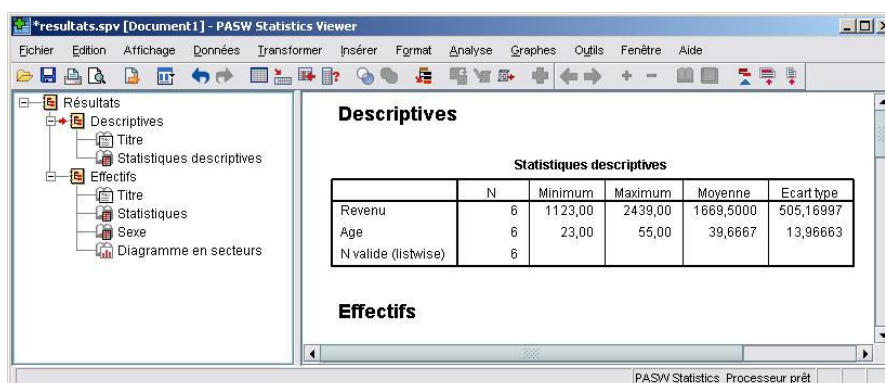 *resultats.spv [Document1] - PASW Statistics Viewer
Fichier Edition Affichage Données Transformer Insérer Format Analyse Graphes Outils Fenêtre Aide
Résultats
Descriptives
Titre
Statistiques descriptives
Effectifs
Titre
Statistiques
Sexe
Diagramme en secteurs
Descriptives
Statistiques descriptives
N Minimum Maximum Moyenne Ecart type
Revenu 6 1123,00 2439,00 1669,5000 505,16997
Age 6 23,00 55,00 39,6667 13,96663
N valide (listwise) 6
Effectifs
PASW Statistics Processeur prêt